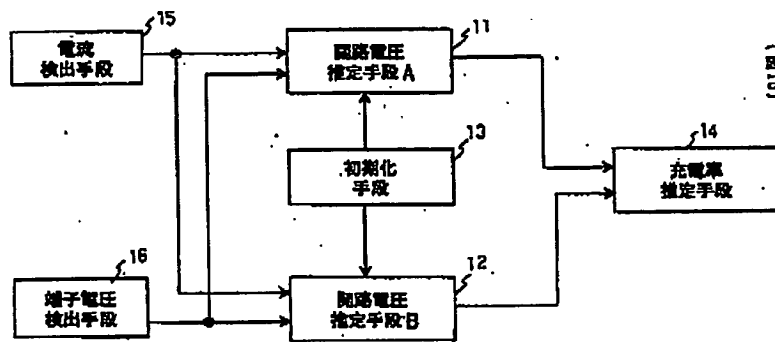 15
電流
検出手段
11
開路電圧
推定手段A
13
初期化
手段
14
充電率
推定手段
16
端子電圧
検出手段
12
開路電圧
推定手段B